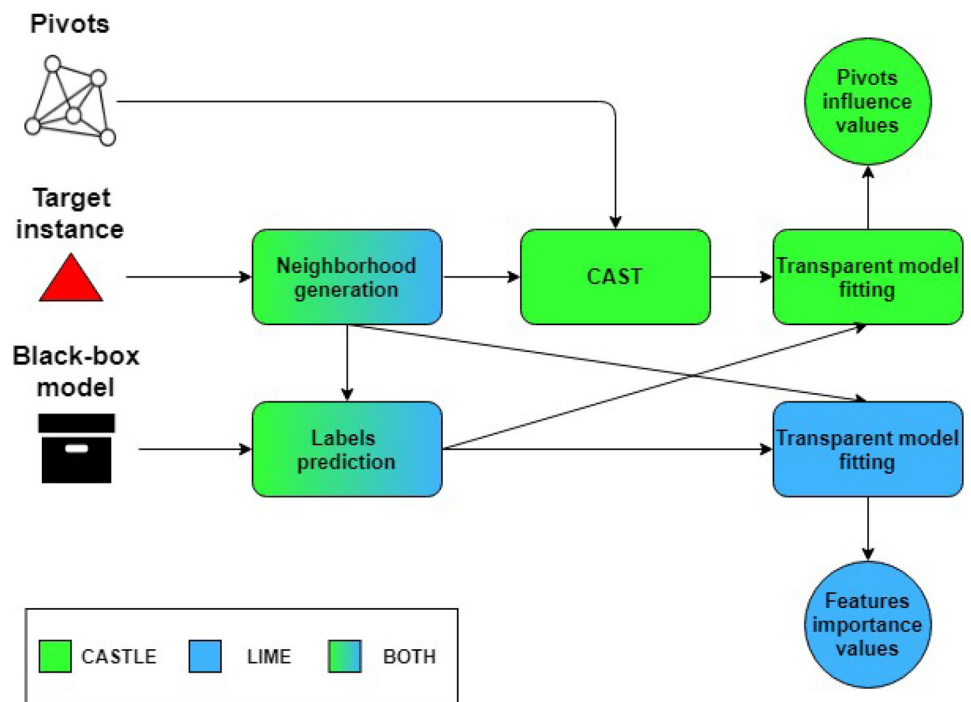 Pivots
Pivots
influence
values
Target
instance
Neighborhood
generation
CAST
Transparent model
fitting
Black-box
model
Labels
prediction
Transparent model
fitting
Features
importance
values
CASTLE
LIME
BOTH